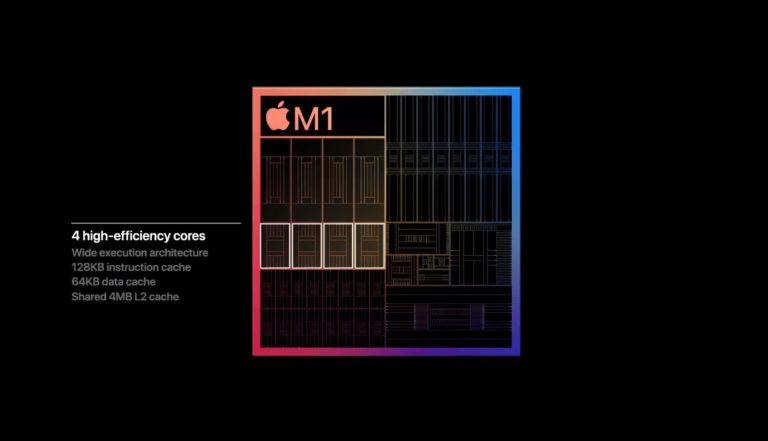 M1
4 high-efficiency cores
Wide execution architecture
128KB instruction cache
64KB data cache
Shared 4MB L2 cache